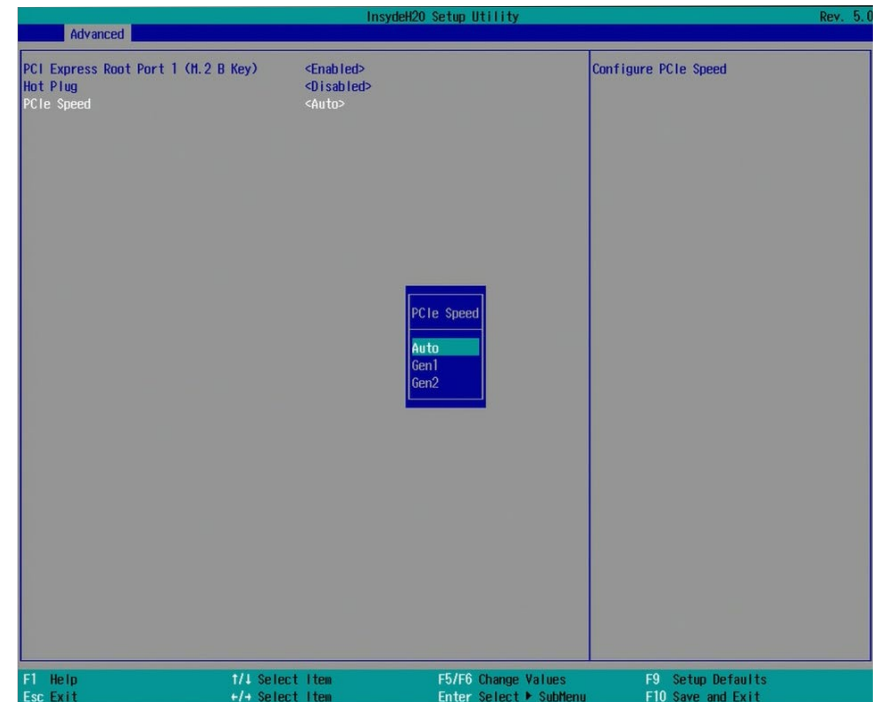 InsydeH2O Setup Utility Rev. 5.0
Advanced
PCI Express Root Port 1 (M.2 B Key) <Enabled> Configure PCIe Speed
Hot Plug <Disabled>
PCIe Speed <Auto>
PCIe Speed
Auto
Gen1
Gen2
F1 Help ↑/↓ Select Item F5/F6 Change Values F9 Setup Defaults
Esc Exit ←/→ Select Item Enter Select ▶ SubMenu F10 Save and Exit